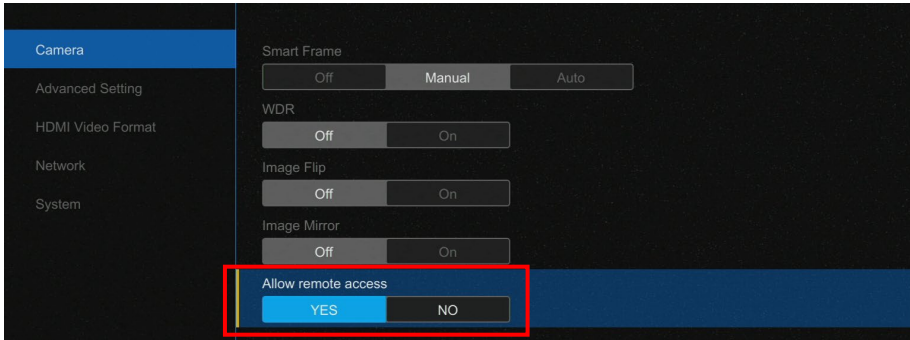 Camera
Advanced Setting
HDMI Video Format
Network
System
Smart Frame
Off Manual Auto
WDR
Off On
Image Flip
Off On
Image Mirror
Off On
Allow remote access
YES NO